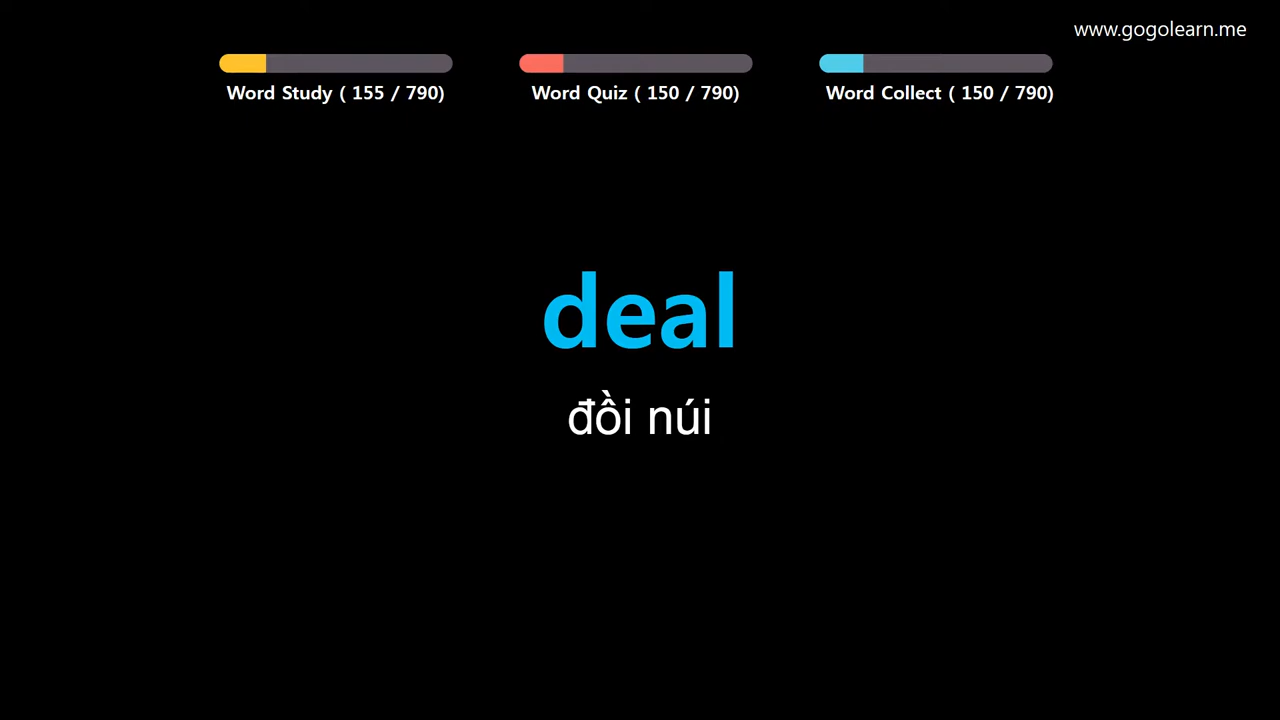 www.gogolearn.me
Word Study ( 155 / 790)
Word Quiz ( 150 / 790)
Word Collect ( 150 / 790)
deal
đồi núi